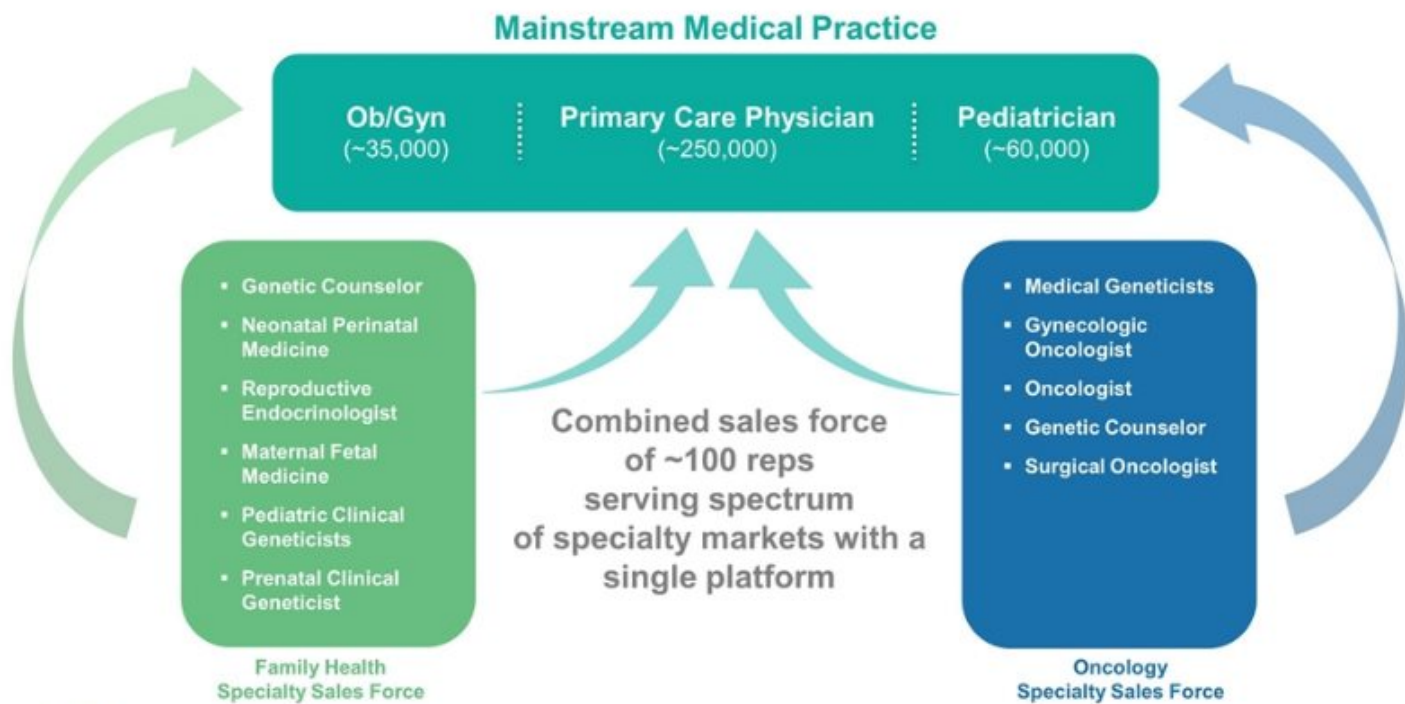 Mainstream Medical Practice
Ob/Gyn
(~35,000)
Primary Care Physician
(~250,000)
Pediatrician
(~60,000)
▪ Genetic Counselor
▪ Neonatal Perinatal
Medicine
▪ Reproductive
Endocrinologist
▪ Maternal Fetal
Medicine
▪ Pediatric Clinical
Geneticists
▪ Prenatal Clinical
Geneticist
Family Health
Specialty Sales Force
Combined sales force
of ~100 reps
serving spectrum
of specialty markets with a
single platform
▪ Medical Geneticists
▪ Gynecologic
Oncologist
▪ Oncologist
▪ Genetic Counselor
▪ Surgical Oncologist
Oncology
Specialty Sales Force